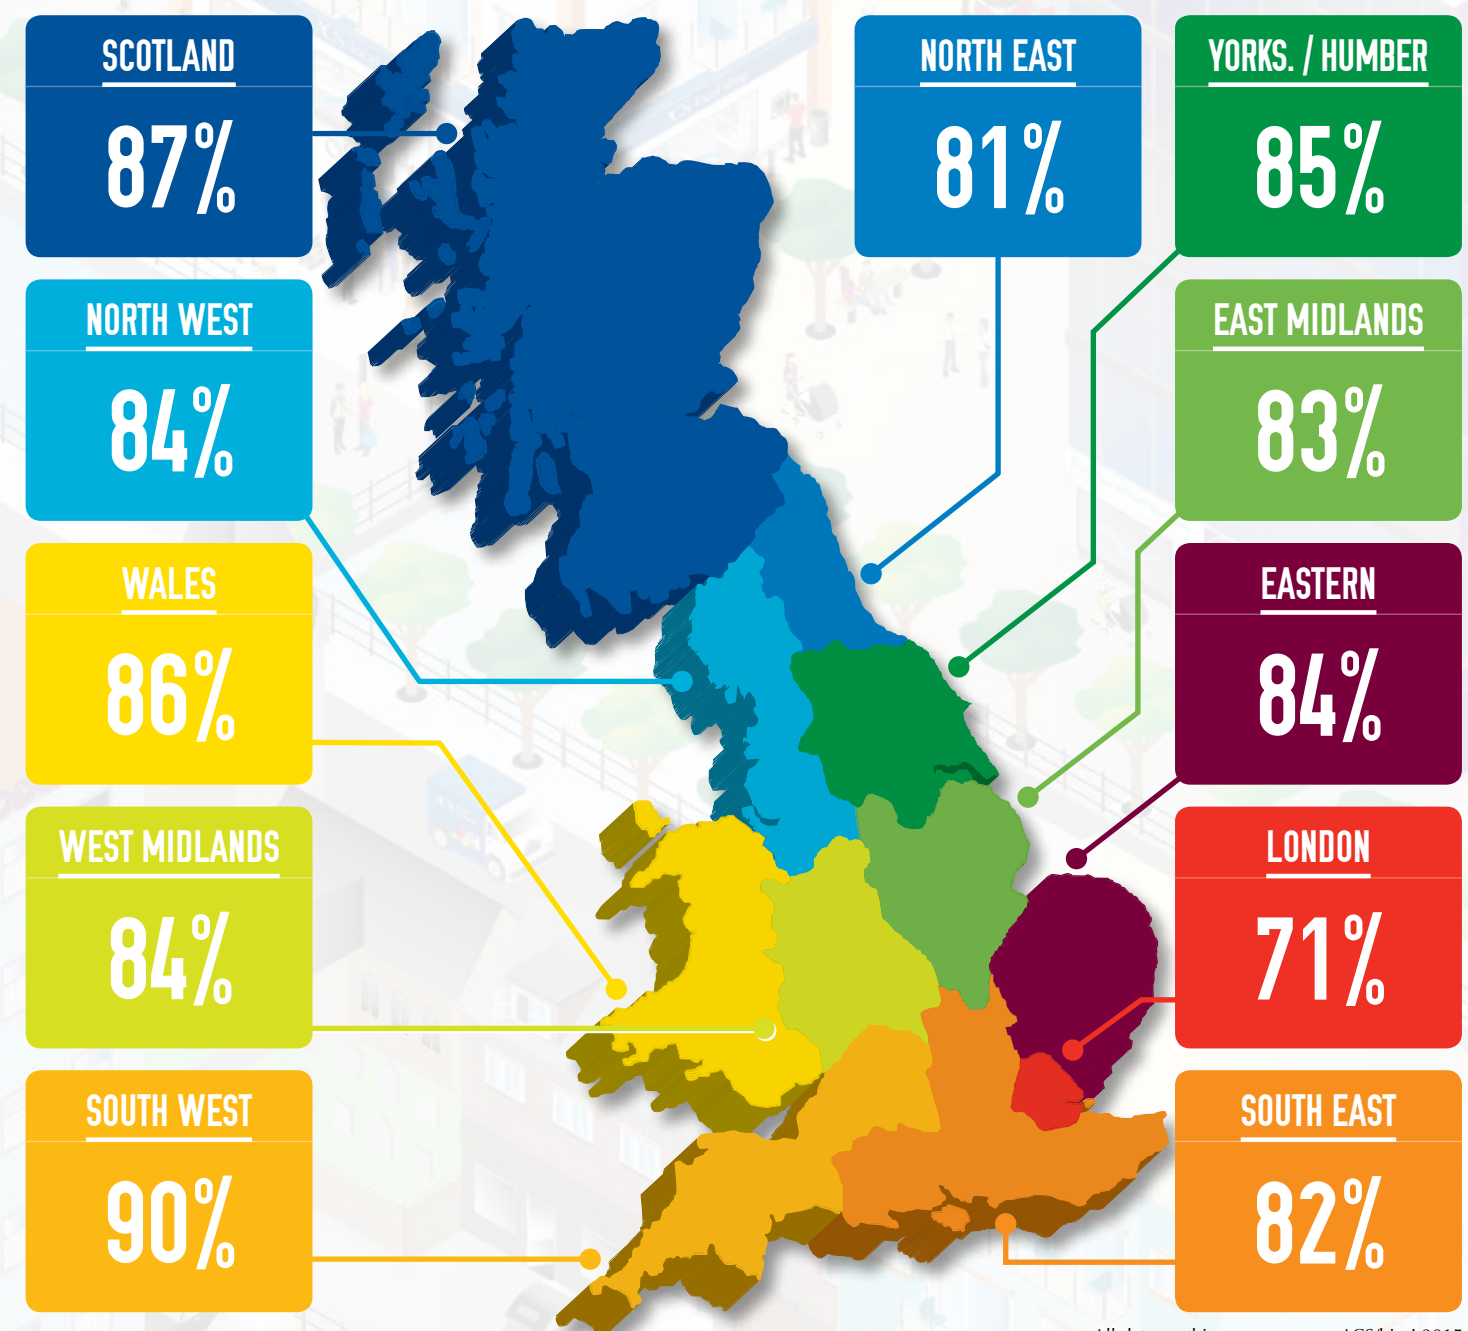 SCOTLAND
87%
NORTH EAST
81%
YORKS. / HUMBER
85%
NORTH WEST
84%
EAST MIDLANDS
83%
WALES
86%
EASTERN
84%
WEST MIDLANDS
84%
LONDON
71%
SOUTH WEST
90%
SOUTH EAST
82%